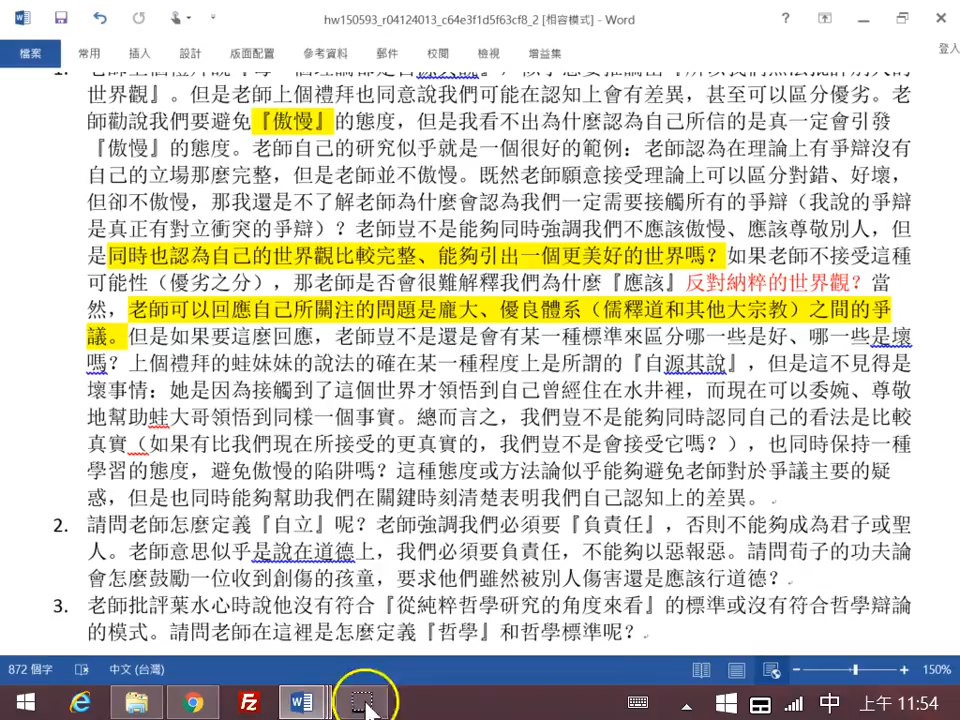 hw150593_r04124013_c64e3f1d5f63cf8_2 [相容模式] - Word
檔案 常用 插入 設計 版面配置 參考資料 郵件 校閱 檢視 增益集 登入
世界觀』。但是老師上個禮拜也同意說我們可能在認知上會有差異，甚至可以區分優劣。老
師勸說我們要避免『傲慢』的態度，但是我看不出為什麼認為自己所信的是真一定會引發
『傲慢』的態度。老師自己的研究似乎就是一個很好的範例：老師認為在理論上有爭辯沒有
自己的立場那麼完整，但是老師並不傲慢。既然老師願意接受理論上可以區分對錯、好壞，
但卻不傲慢，那我還是不了解老師為什麼會認為我們一定需要接觸所有的爭辯（我說的爭辯
是真正有對立衝突的爭辯）？老師豈不是能夠同時強調我們不應該傲慢、應該尊敬別人，但
是同時也認為自己的世界觀比較完整、能夠引出一個更美好的世界嗎？如果老師不接受這種
可能性（優劣之分），那老師是否會很難解釋我們為什麼『應該』反對納粹的世界觀？當
然，老師可以回應自己所關注的問題是龐大、優良體系（儒釋道和其他大宗教）之間的爭
議。但是如果要這麼回應，老師豈不是還是會有某一種標準來區分哪一些是好、哪一些是壞
嗎？上個禮拜的蛙妹妹的說法的確在某一種程度上是所謂的『自源其說』，但是這不見得是
壞事情：她是因為接觸到了這個世界才領悟到自己曾經住在水井裡，而現在可以委婉、尊敬
地幫助蛙大哥領悟到同樣一個事實。總而言之，我們豈不是能夠同時認同自己的看法是比較
真實（如果有比我們現在所接受的更真實的，我們豈不是會接受它嗎？），也同時保持一種
學習的態度，避免傲慢的陷阱嗎？這種態度或方法論似乎能夠避免老師對於爭議主要的疑
惑，但是也同時能夠幫助我們在關鍵時刻清楚表明我們自己認知上的差異。
2. 請問老師怎麼定義『自立』呢？老師強調我們必須要『負責任』，否則不能夠成為君子或聖
人。老師意思似乎是說在道德上，我們必須要負責任，不能夠以惡報惡。請問荀子的功夫論
會怎麼鼓勵一位收到創傷的孩童，要求他們雖然被別人傷害還是應該行道德？
3. 老師批評葉水心時說他沒有符合『從純粹哲學研究的角度來看』的標準或沒有符合哲學辯論
的模式。請問老師在這裡是怎麼定義『哲學』和哲學標準呢？
872 個字 中文 (台灣) 150%
中 上午 11:54